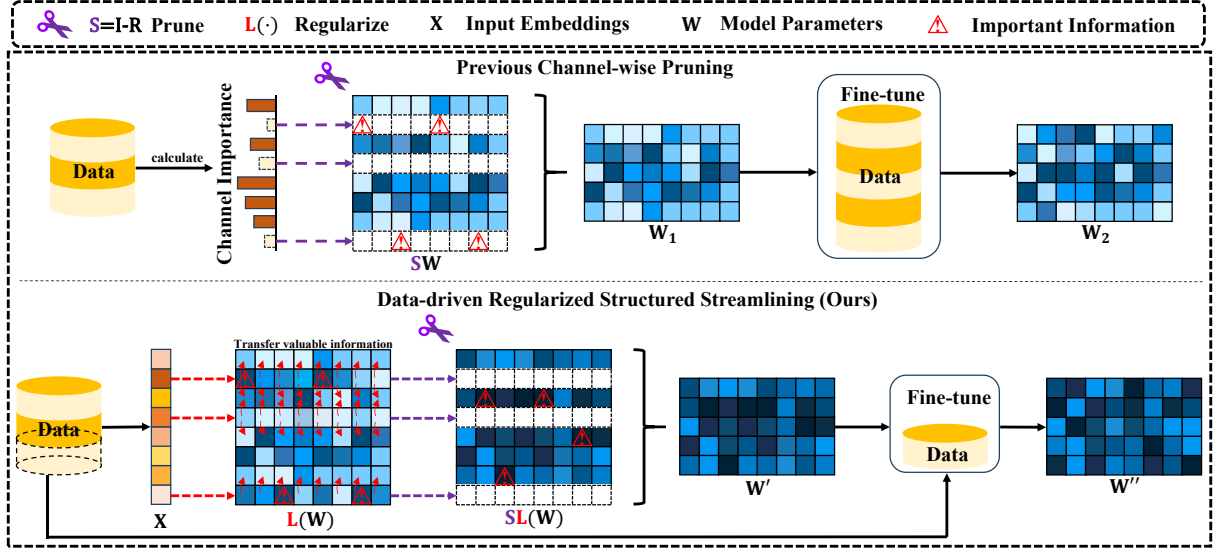 S=I-R Prune L(·) Regularize X Input Embeddings W Model Parameters Important Information
Previous Channel-wise Pruning
Data
calculate
Channel Importance
SW
W1
Fine-tune
Data
W2
Data-driven Regularized Structured Streamlining (Ours)
Transfer valuable information
Data
X
L(W)
SL(W)
W'
Fine-tune
Data
W''